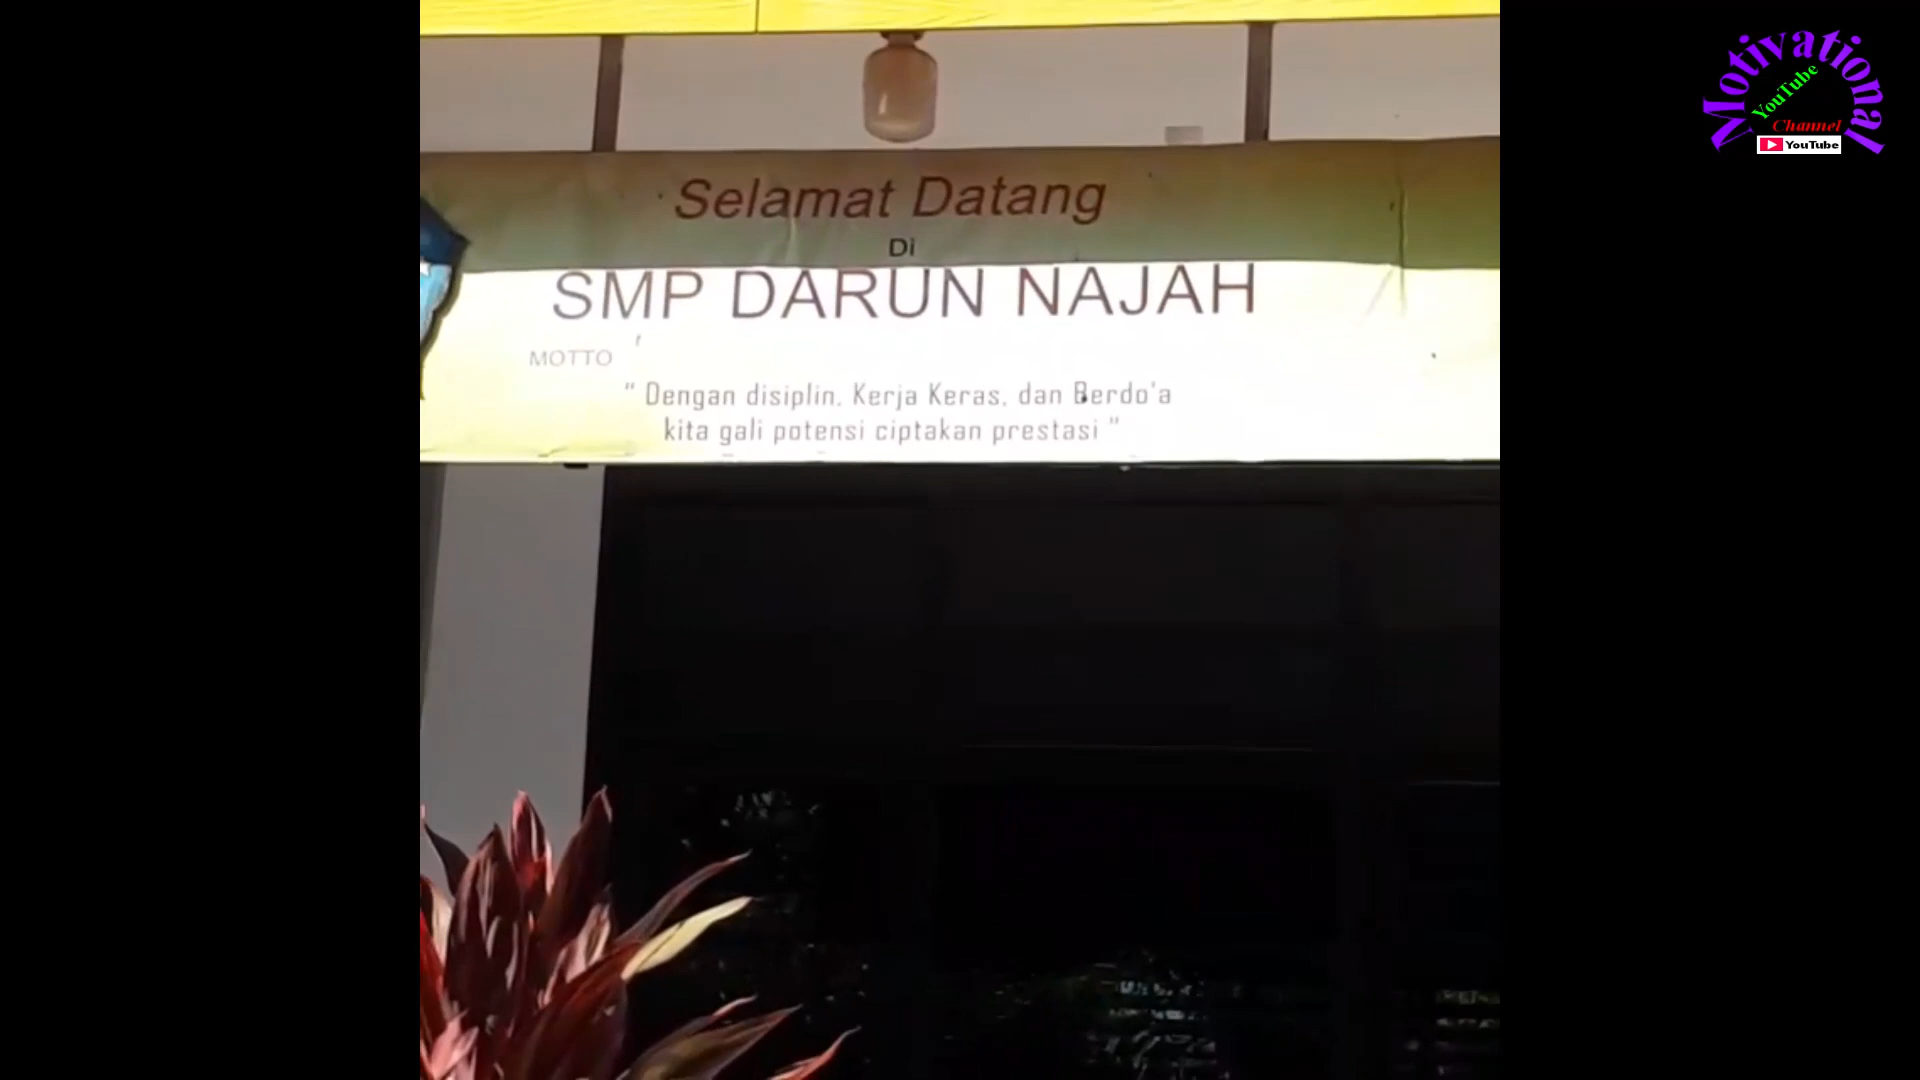 Selamat Datang
Di
SMP DARUN NAJAH
MOTTO
" Dengan disiplin, Kerja Keras, dan Berdo'a
kita gali potensi ciptakan prestasi "
Motivational
YouTube
Channel
YouTube